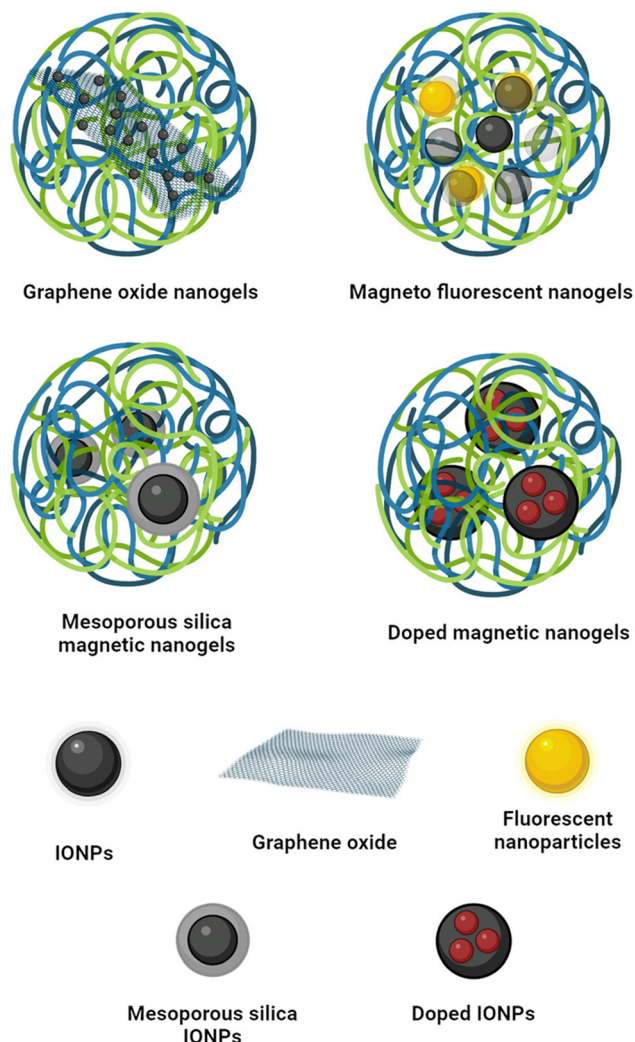 Graphene oxide nanogels
Magneto fluorescent nanogels
Mesoporous silica
magnetic nanogels
Doped magnetic nanogels
IONPs
Graphene oxide
Fluorescent
nanoparticles
Mesoporous silica
IONPs
Doped IONPs